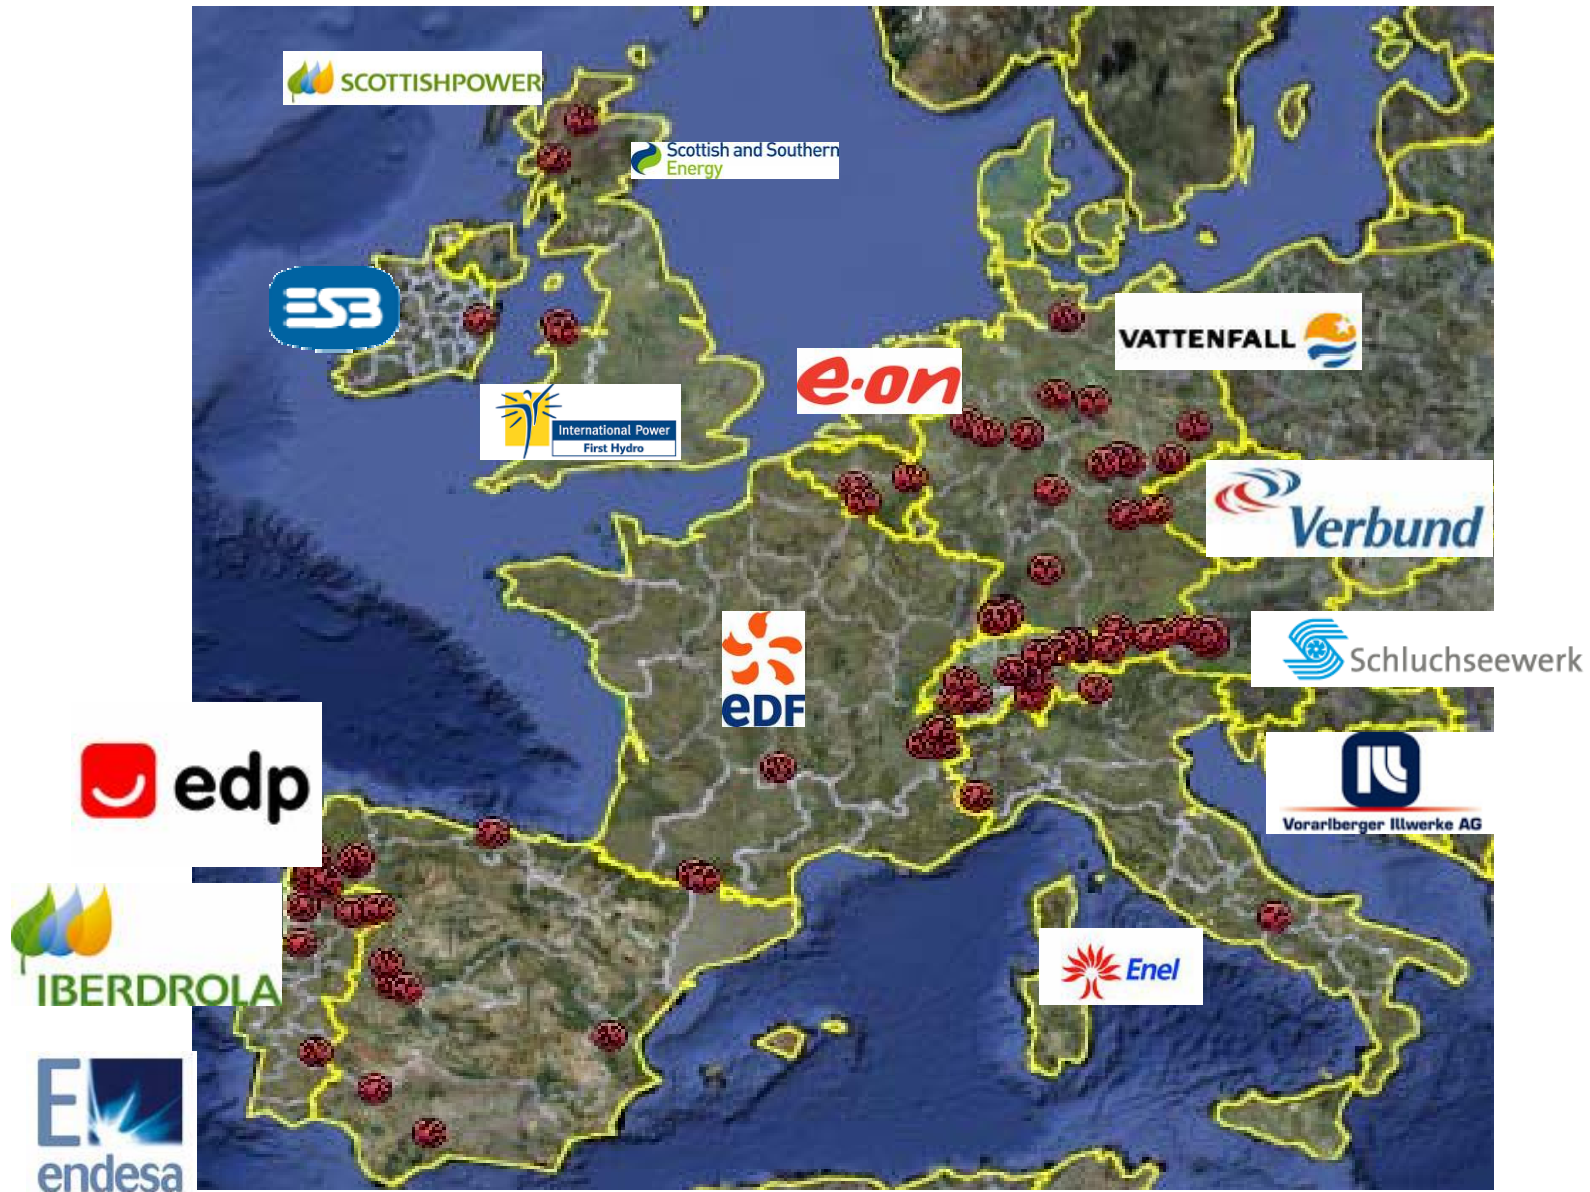 SCOTTISHPOWER
Scottish and Southern
Energy
ESB
VATTENFALL
e·on
International Power
First Hydro
Verbund
eDF
Schluchseewerk
edp
Vorarlberger Illwerke AG
IBERDROLA
Enel
E
endesa